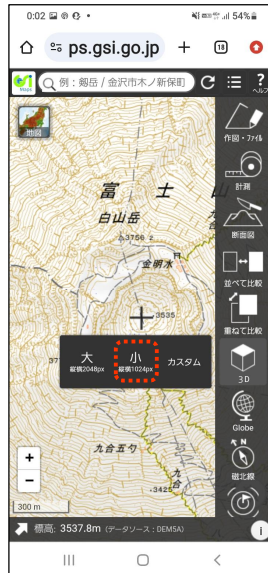 0:02
54%
ps.gsi.go.jp
18
Maps
例：剱岳 / 金沢市木ノ新保町
ヘルプ
地図
作図・ファイル
計測
断面図
並べて比較
重ねて比較
3D
Globe
N
磁北線
富士山
白山岳
3756
金明水
3535
大
縦横2048px
小
縦横1024px
カスタム
九合五勺
九合
3425
+
−
300 m
標高: 3537.8m (データソース：DEM5A)
i